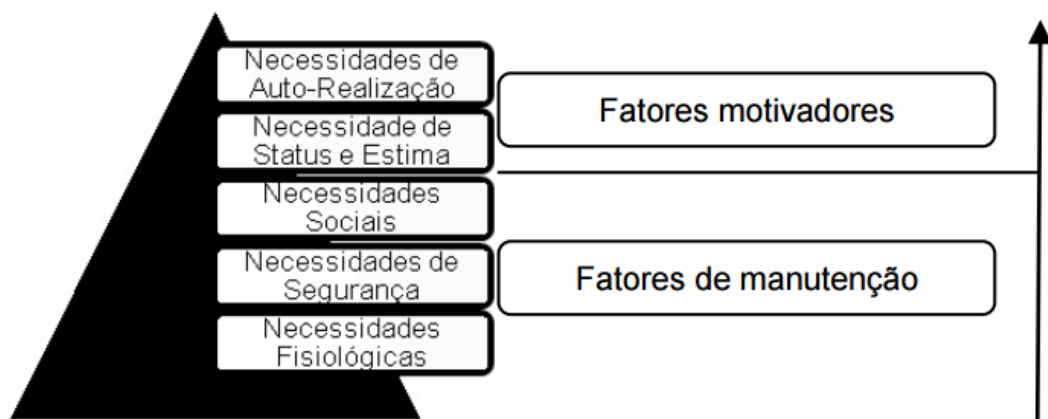 Necessidades de
Auto-Realização
Necessidade de
Status e Estima
Necessidades
Sociais
Necessidades de
Segurança
Necessidades
Fisiológicas
Fatores motivadores
Fatores de manutenção